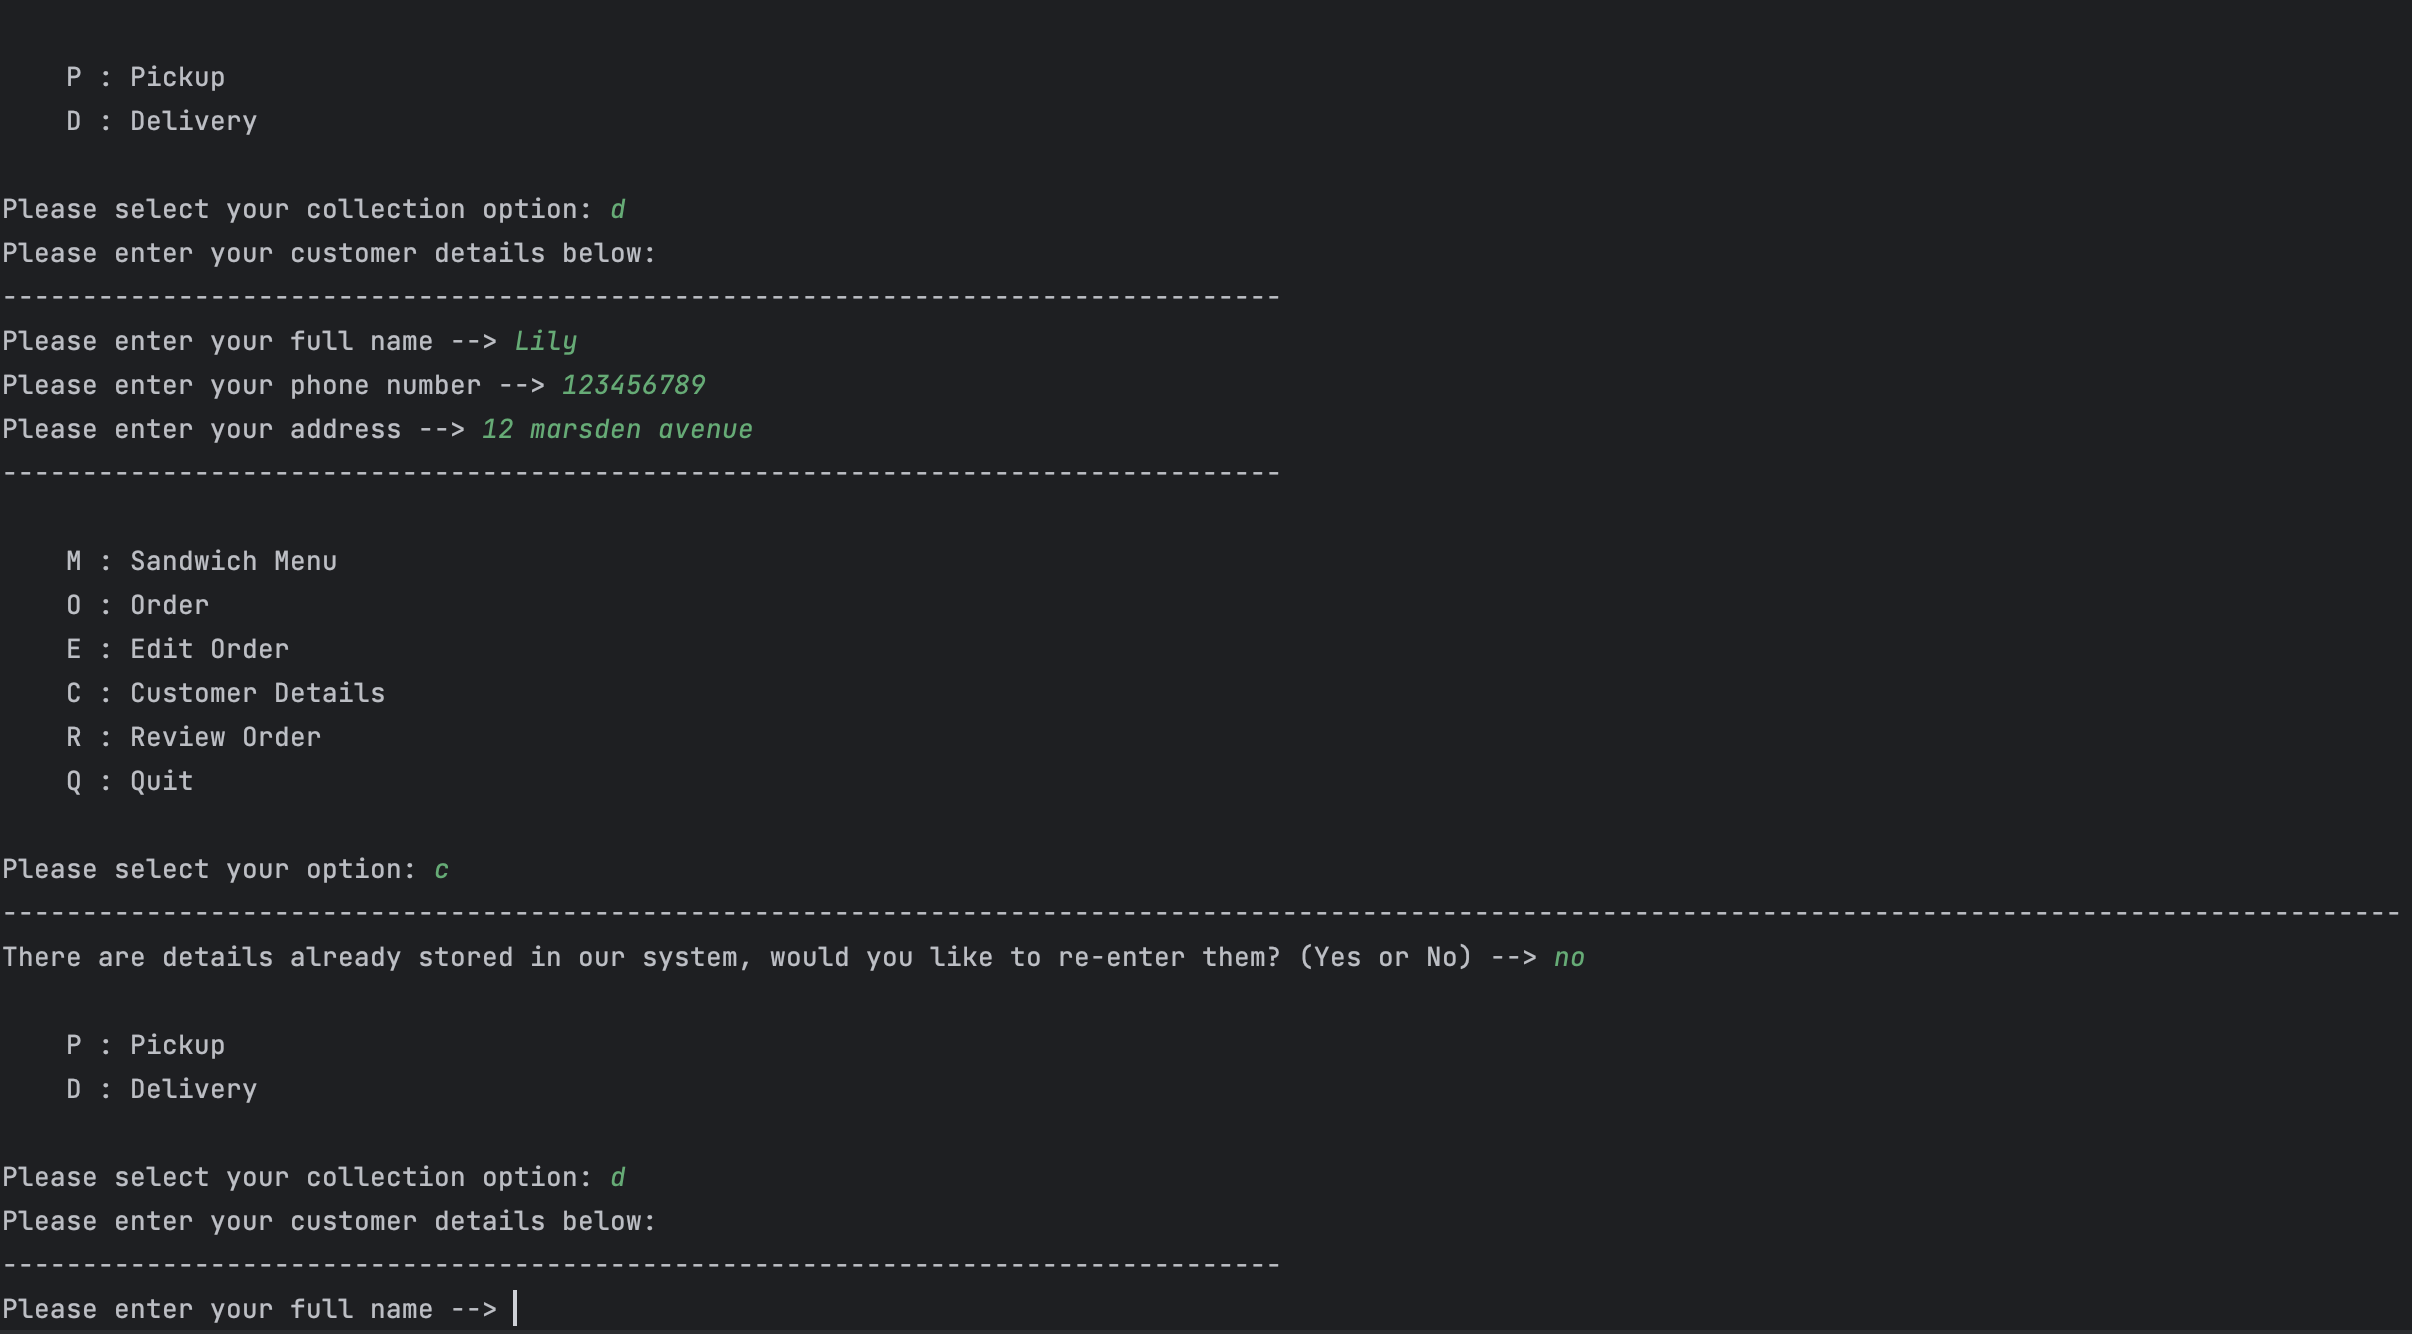 P : Pickup
D : Delivery
Please select your collection option: d
Please enter your customer details below:
--------------------------------------------------------------------------------
Please enter your full name --> Lily
Please enter your phone number --> 123456789
Please enter your address --> 12 marsden avenue
--------------------------------------------------------------------------------
M : Sandwich Menu
O : Order
E : Edit Order
C : Customer Details
R : Review Order
Q : Quit
Please select your option: c
------------------------------------------------------------------------------------------------------------------------------------------------------
There are details already stored in our system, would you like to re-enter them? (Yes or No) --> no
P : Pickup
D : Delivery
Please select your collection option: d
Please enter your customer details below:
--------------------------------------------------------------------------------
Please enter your full name -->